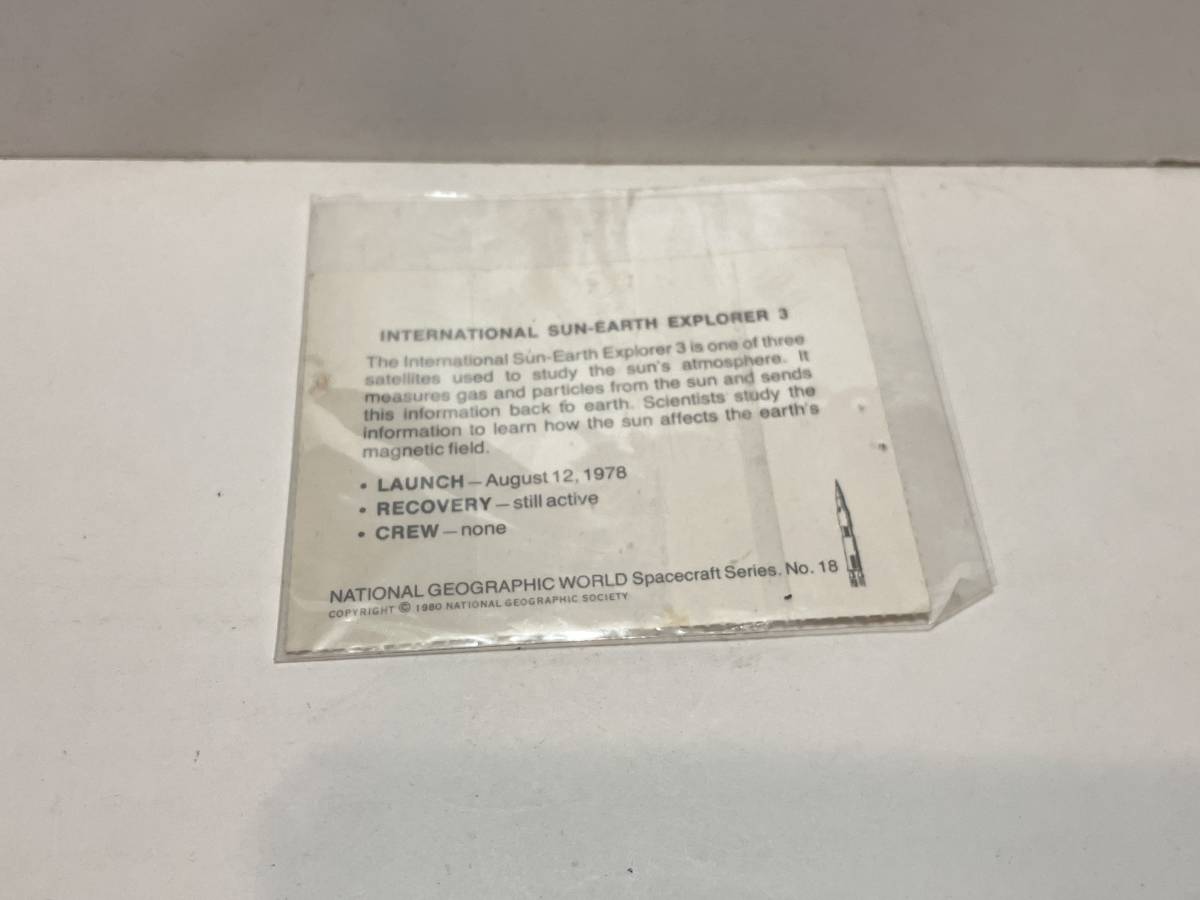 INTERNATIONAL SUN-EARTH EXPLORER 3
The International Sun-Earth Explorer 3 is one of three
satellites used to study the sun's atmosphere. It
measures gas and particles from the sun and sends
this information back to earth. Scientists study the
information to learn how the sun affects the earth's
magnetic field.
• LAUNCH — August 12, 1978
• RECOVERY — still active
• CREW — none
NATIONAL GEOGRAPHIC WORLD Spacecraft Series. No. 18
COPYRIGHT © 1980 NATIONAL GEOGRAPHIC SOCIETY